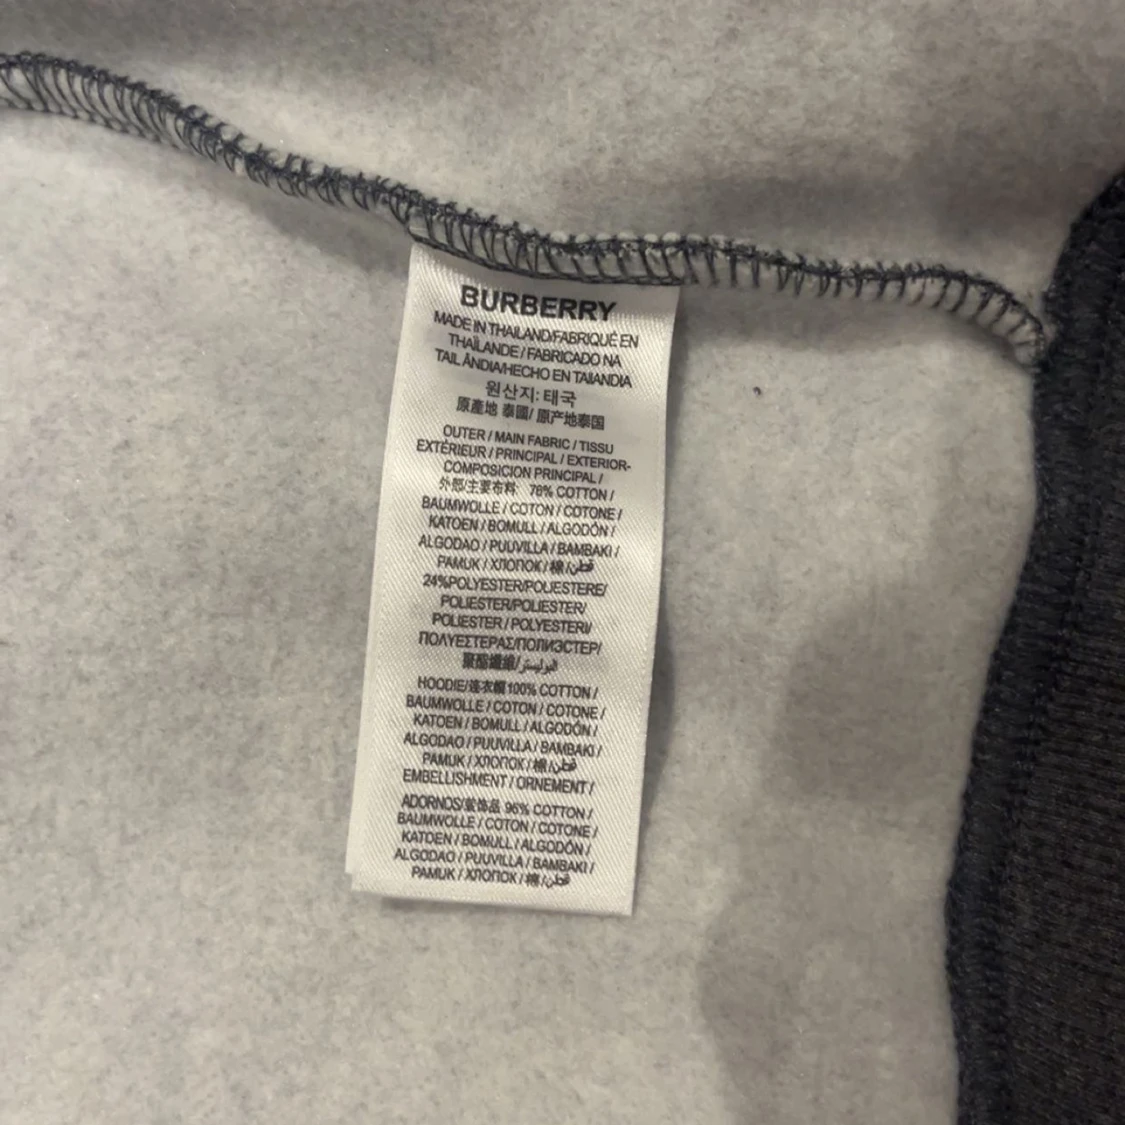 BURBERRY
MADE IN THAILAND/FABRIQUÉ EN
THAÏLANDE / FABRICADO NA
TAIL ÂNDIA/HECHO EN TAIIANDIA
원산지: 태국
原產地 泰國/ 原产地泰国
OUTER / MAIN FABRIC / TISSU
EXTÉRIEUR / PRINCIPAL / EXTERIOR-
COMPOSICION PRINCIPAL /
外部/主要布料 76% COTTON /
BAUMWOLLE / COTON / COTONE /
KATOEN / BOMULL / ALGODÓN /
ALGODAO / PUUVILLA / BAMBAKI /
PAMUK / ХЛОПОК / 棉 / قطن
24%POLYESTER/POLIESTERE/
POLIESTER/POLIESTER/
POLIESTER / POLYESTERI/
ΠΟΛΥΕΣΤΕΡΑΣ/ПОЛИЭСТЕР/
聚酯纖維/البوليستر
HOODIE/连衣帽100% COTTON /
BAUMWOLLE / COTON / COTONE /
KATOEN / BOMULL / ALGODÓN /
ALGODAO / PUUVILLA / BAMBAKI /
PAMUK / ХЛОПОК / 棉 / قطن
EMBELLISHMENT / ORNEMENT /
ADORNOS/装饰品 96% COTTON /
BAUMWOLLE / COTON / COTONE /
KATOEN / BOMULL / ALGODÓN /
ALGODAO / PUUVILLA / BAMBAKI /
PAMUK / ХЛОПОК / 棉 / قطن